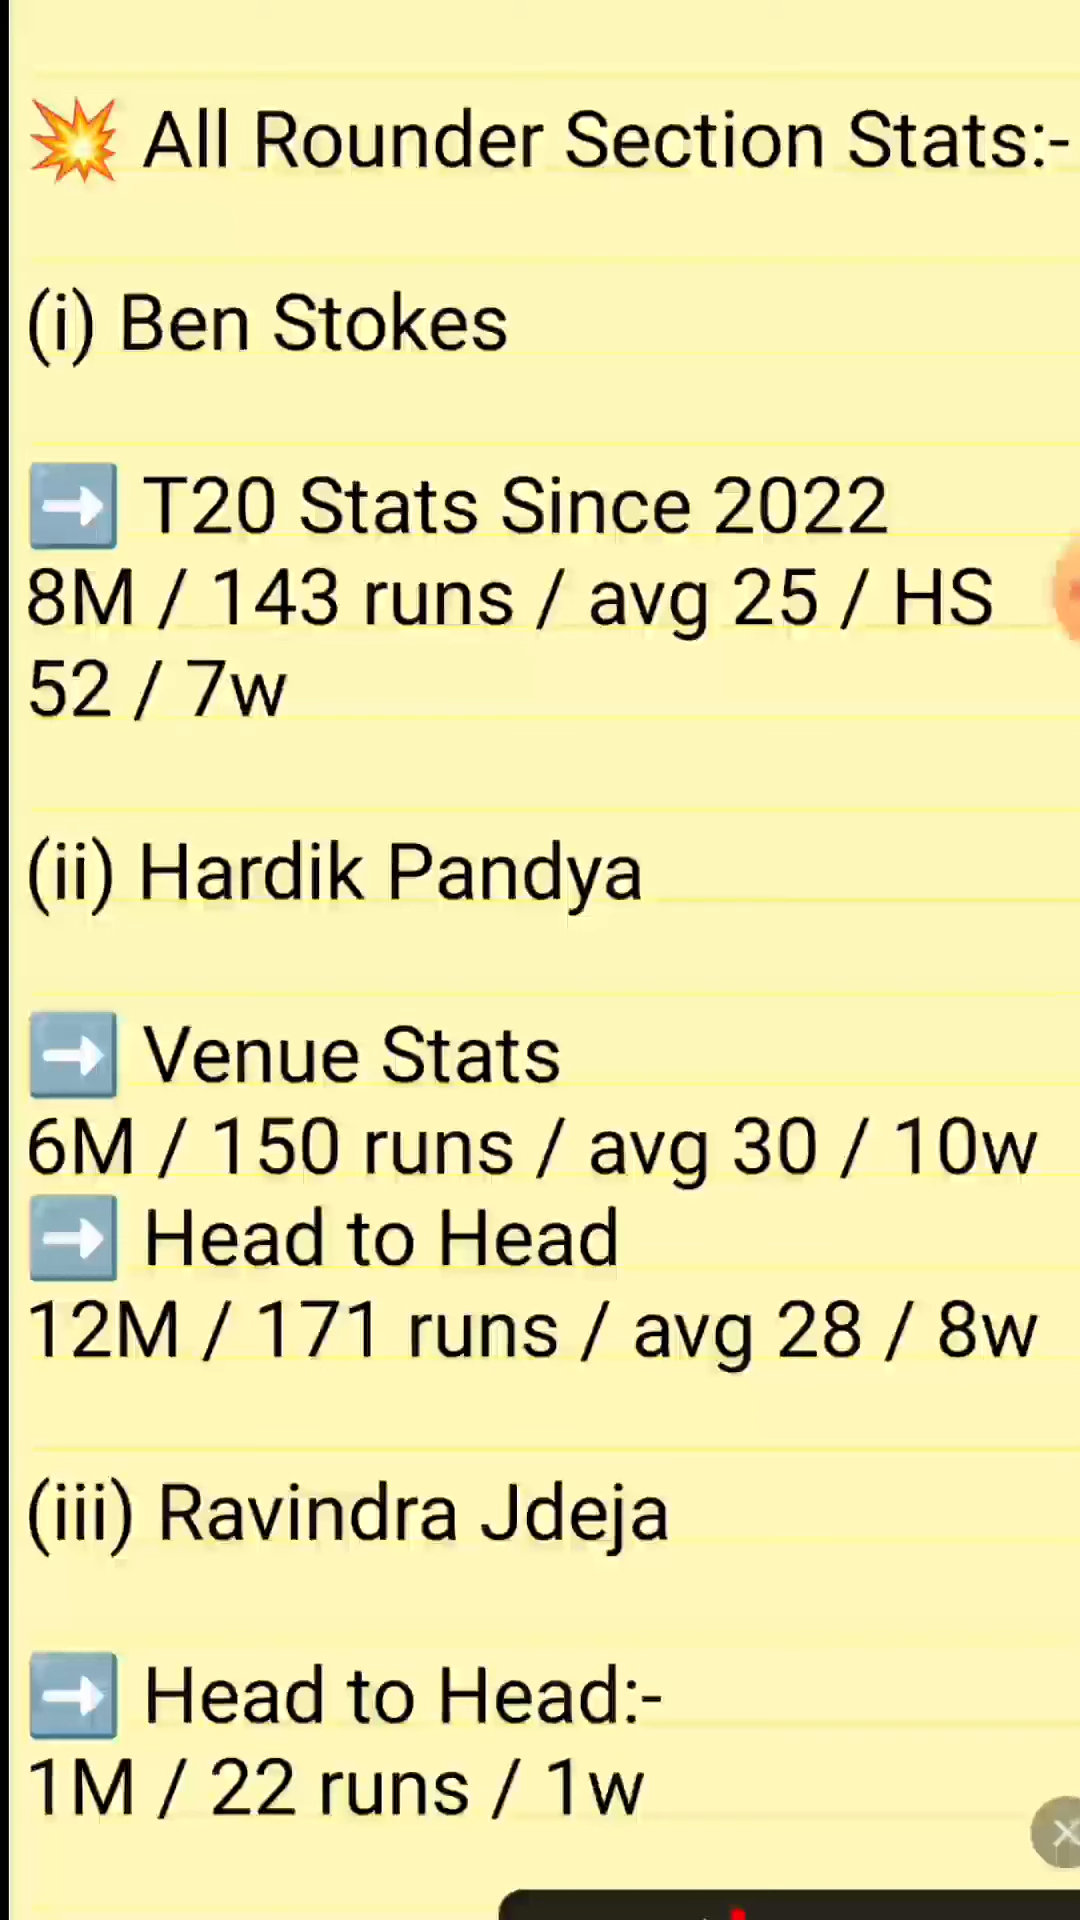 💥 All Rounder Section Stats:-
(i) Ben Stokes
➡️ T20 Stats Since 2022
8M / 143 runs / avg 25 / HS
52 / 7w
(ii) Hardik Pandya
➡️ Venue Stats
6M / 150 runs / avg 30 / 10w
➡️ Head to Head
12M / 171 runs / avg 28 / 8w
(iii) Ravindra Jdeja
➡️ Head to Head:-
1M / 22 runs / 1w